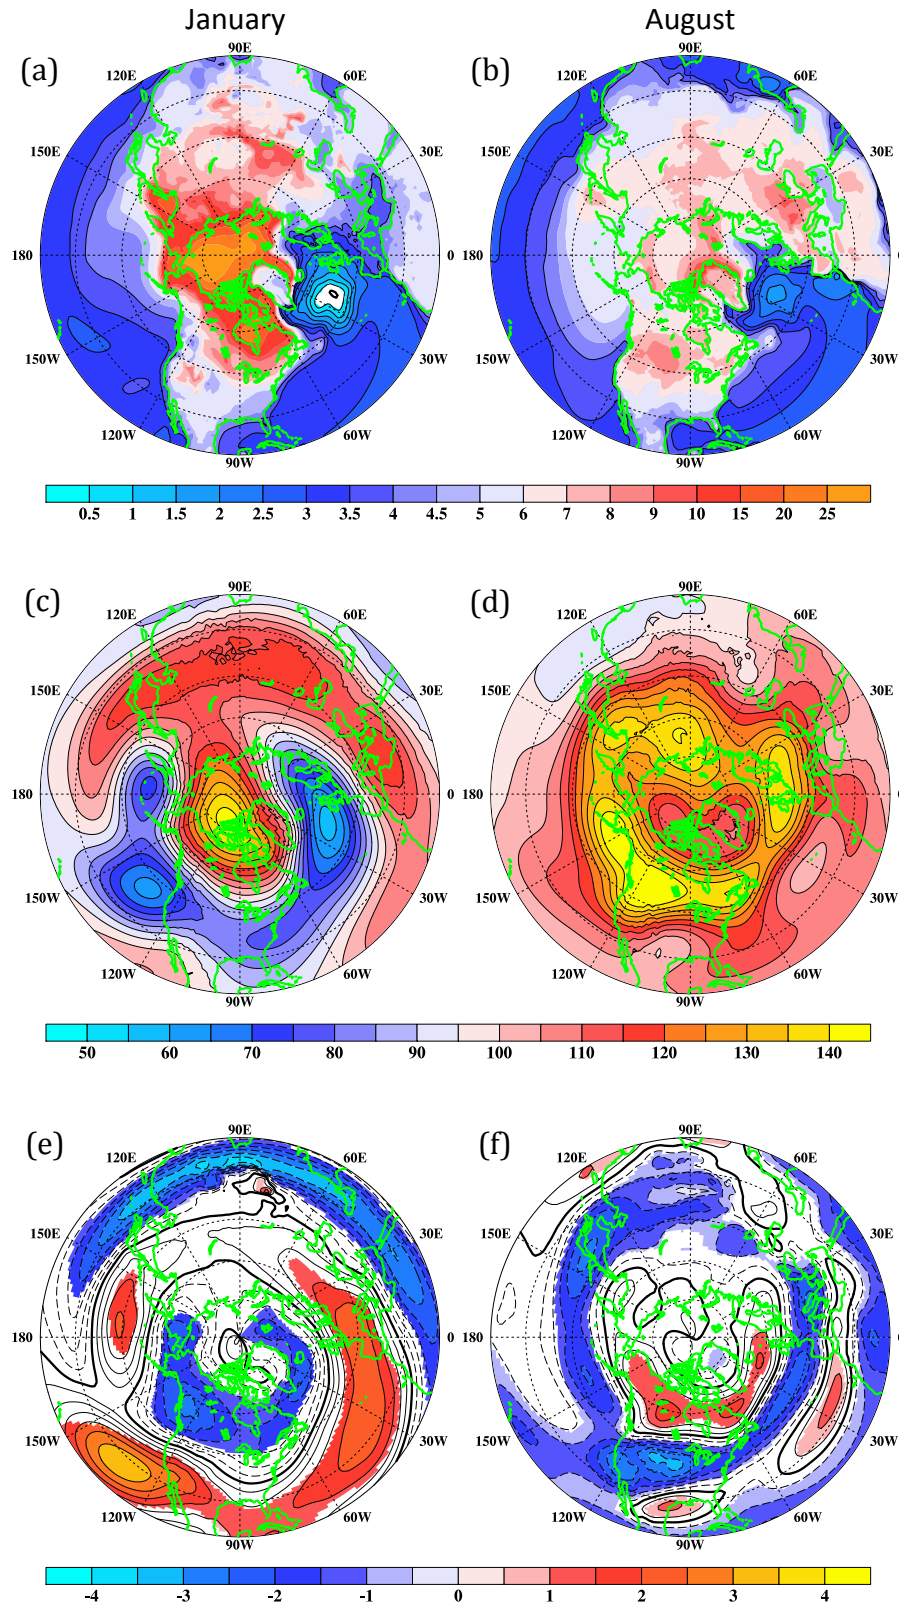 January August
(a) (b)
90E 90E
120E 60E 120E 60E
150E 30E 150E 30E
180 0 180 0
150W 30W 150W 30W
120W 60W 120W 60W
90W 90W
0.5 1 1.5 2 2.5 3 3.5 4 4.5 5 6 7 8 9 10 15 20 25
(c) (d)
90E 90E
120E 60E 120E 60E
150E 30E 150E 30E
180 0 180 0
150W 30W 150W 30W
120W 60W 120W 60W
90W 90W
50 60 70 80 90 100 110 120 130 140
(e) (f)
90E 90E
120E 60E 120E 60E
150E 30E 150E 30E
180 0 180 0
150W 30W 150W 30W
120W 60W 120W 60W
90W 90W
-4 -3 -2 -1 0 1 2 3 4